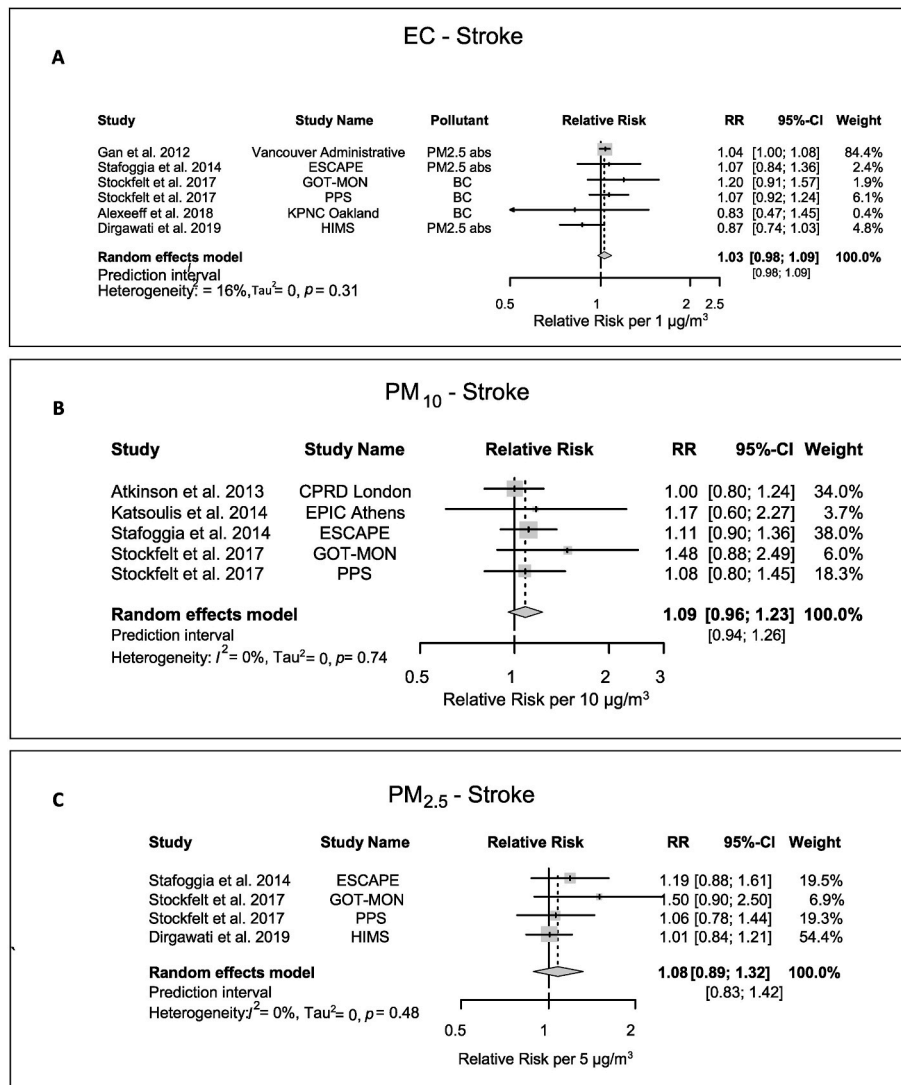 A
EC - Stroke
Study Study Name Pollutant Relative Risk RR 95%-CI Weight
Gan et al. 2012 Vancouver Administrative PM2.5 abs 1.04 [1.00; 1.08] 84.4%
Stafoggia et al. 2014 ESCAPE PM2.5 abs 1.07 [0.84; 1.36] 2.4%
Stockfelt et al. 2017 GOT-MON BC 1.20 [0.91; 1.57] 1.9%
Stockfelt et al. 2017 PPS BC 1.07 [0.92; 1.24] 6.1%
Alexeeff et al. 2018 KPNC Oakland BC 0.83 [0.47; 1.45] 0.4%
Dirgawati et al. 2019 HIMS PM2.5 abs 0.87 [0.74; 1.03] 4.8%
Random effects model 1.03 [0.98; 1.09] 100.0%
Prediction interval [0.98; 1.09]
Heterogeneity: I² = 16%, Tau² = 0, p = 0.31
0.5 1 2 2.5
Relative Risk per 1 µg/m³
B
PM₁₀ - Stroke
Study Study Name Relative Risk RR 95%-CI Weight
Atkinson et al. 2013 CPRD London 1.00 [0.80; 1.24] 34.0%
Katsoulis et al. 2014 EPIC Athens 1.17 [0.60; 2.27] 3.7%
Stafoggia et al. 2014 ESCAPE 1.11 [0.90; 1.36] 38.0%
Stockfelt et al. 2017 GOT-MON 1.48 [0.88; 2.49] 6.0%
Stockfelt et al. 2017 PPS 1.08 [0.80; 1.45] 18.3%
Random effects model 1.09 [0.96; 1.23] 100.0%
Prediction interval [0.94; 1.26]
Heterogeneity: I² = 0%, Tau² = 0, p = 0.74
0.5 1 2 3
Relative Risk per 10 µg/m³
C
PM₂.₅ - Stroke
Study Study Name Relative Risk RR 95%-CI Weight
Stafoggia et al. 2014 ESCAPE 1.19 [0.88; 1.61] 19.5%
Stockfelt et al. 2017 GOT-MON 1.50 [0.90; 2.50] 6.9%
Stockfelt et al. 2017 PPS 1.06 [0.78; 1.44] 19.3%
Dirgawati et al. 2019 HIMS 1.01 [0.84; 1.21] 54.4%
Random effects model 1.08 [0.89; 1.32] 100.0%
Prediction interval [0.83; 1.42]
Heterogeneity: I² = 0%, Tau² = 0, p = 0.48
0.5 1 2
Relative Risk per 5 µg/m³